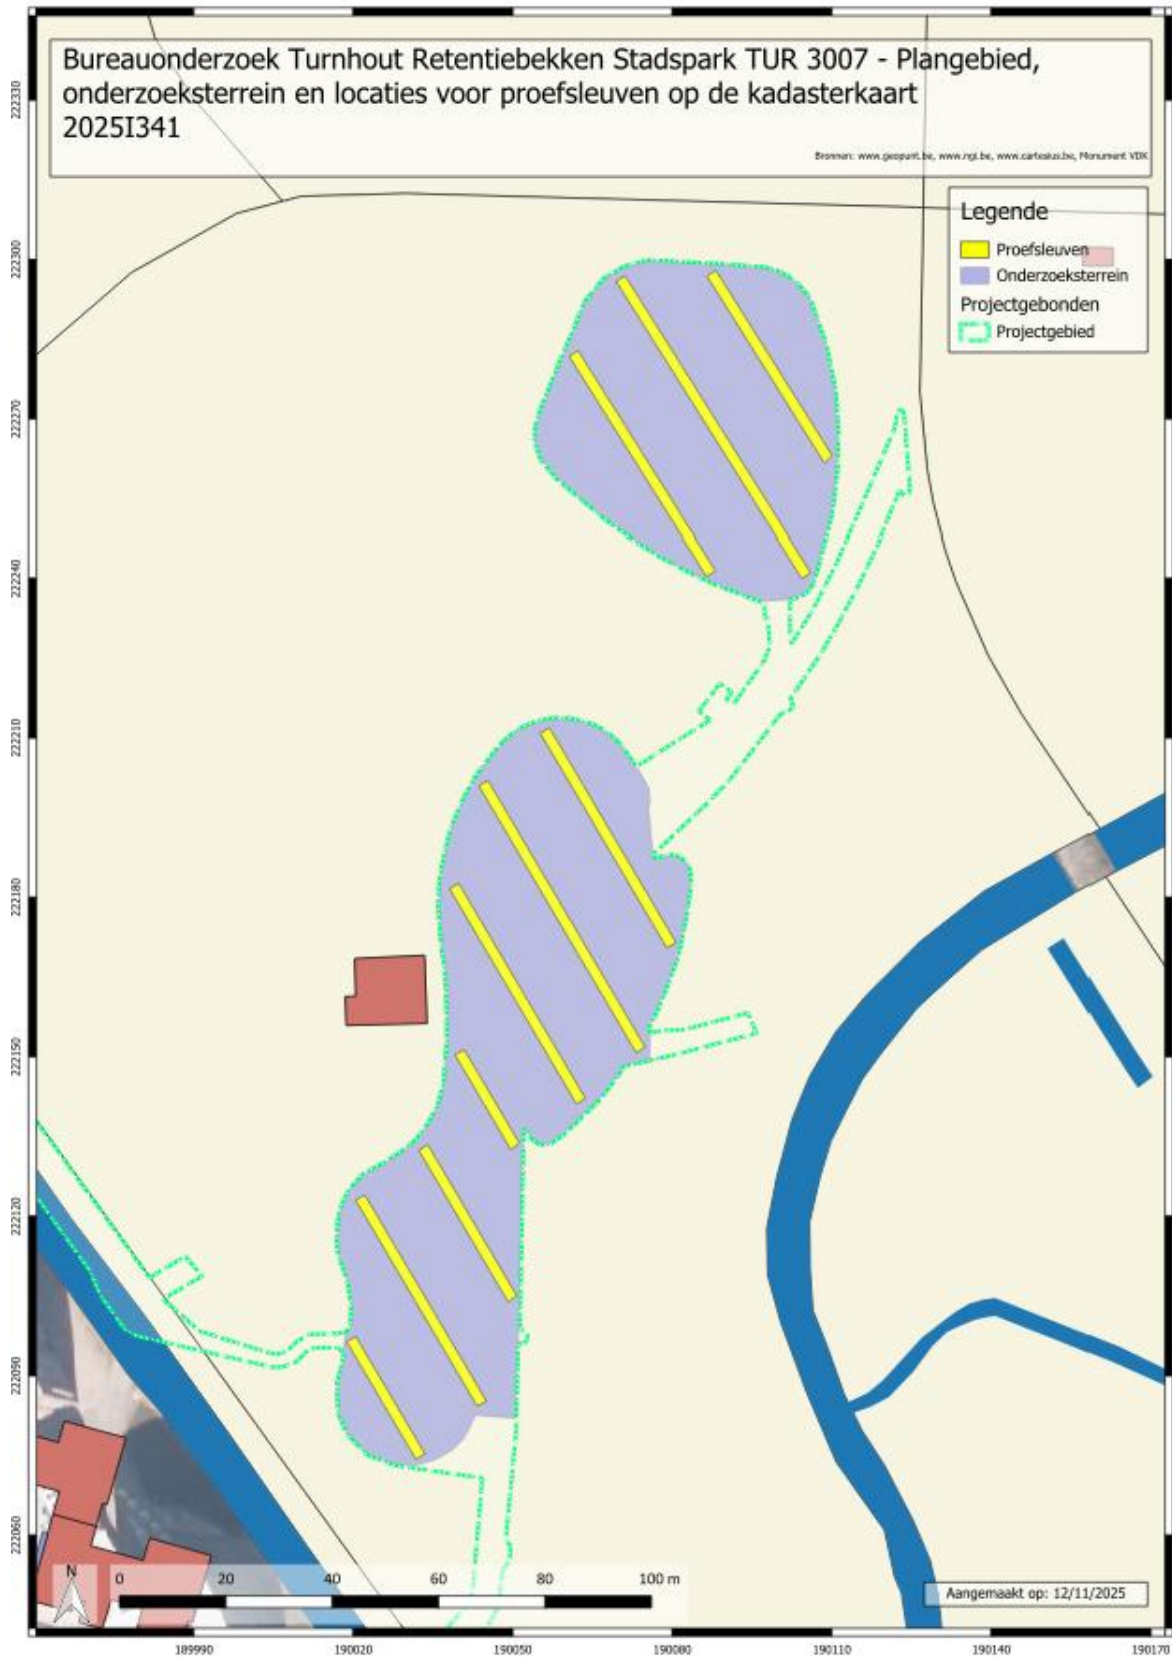 Bureauonderzoek Turnhout Retentiebekken Stadspark TUR 3007 - Plangebied,
onderzoeksterrein en locaties voor proefsleuven op de kadasterkaart
2025I341
Bronnen: www.geopunt.be, www.ngi.be, www.cartesius.be, Monument VDK
Legende
Proefsleuven
Onderzoeksterrein
Projectgebonden
Projectgebied
222330
222300
222270
222240
222210
222180
222150
222120
222090
222060
N
0 20 40 60 80 100 m
Aangemaakt op: 12/11/2025
189990 190020 190050 190080 190110 190140 190170